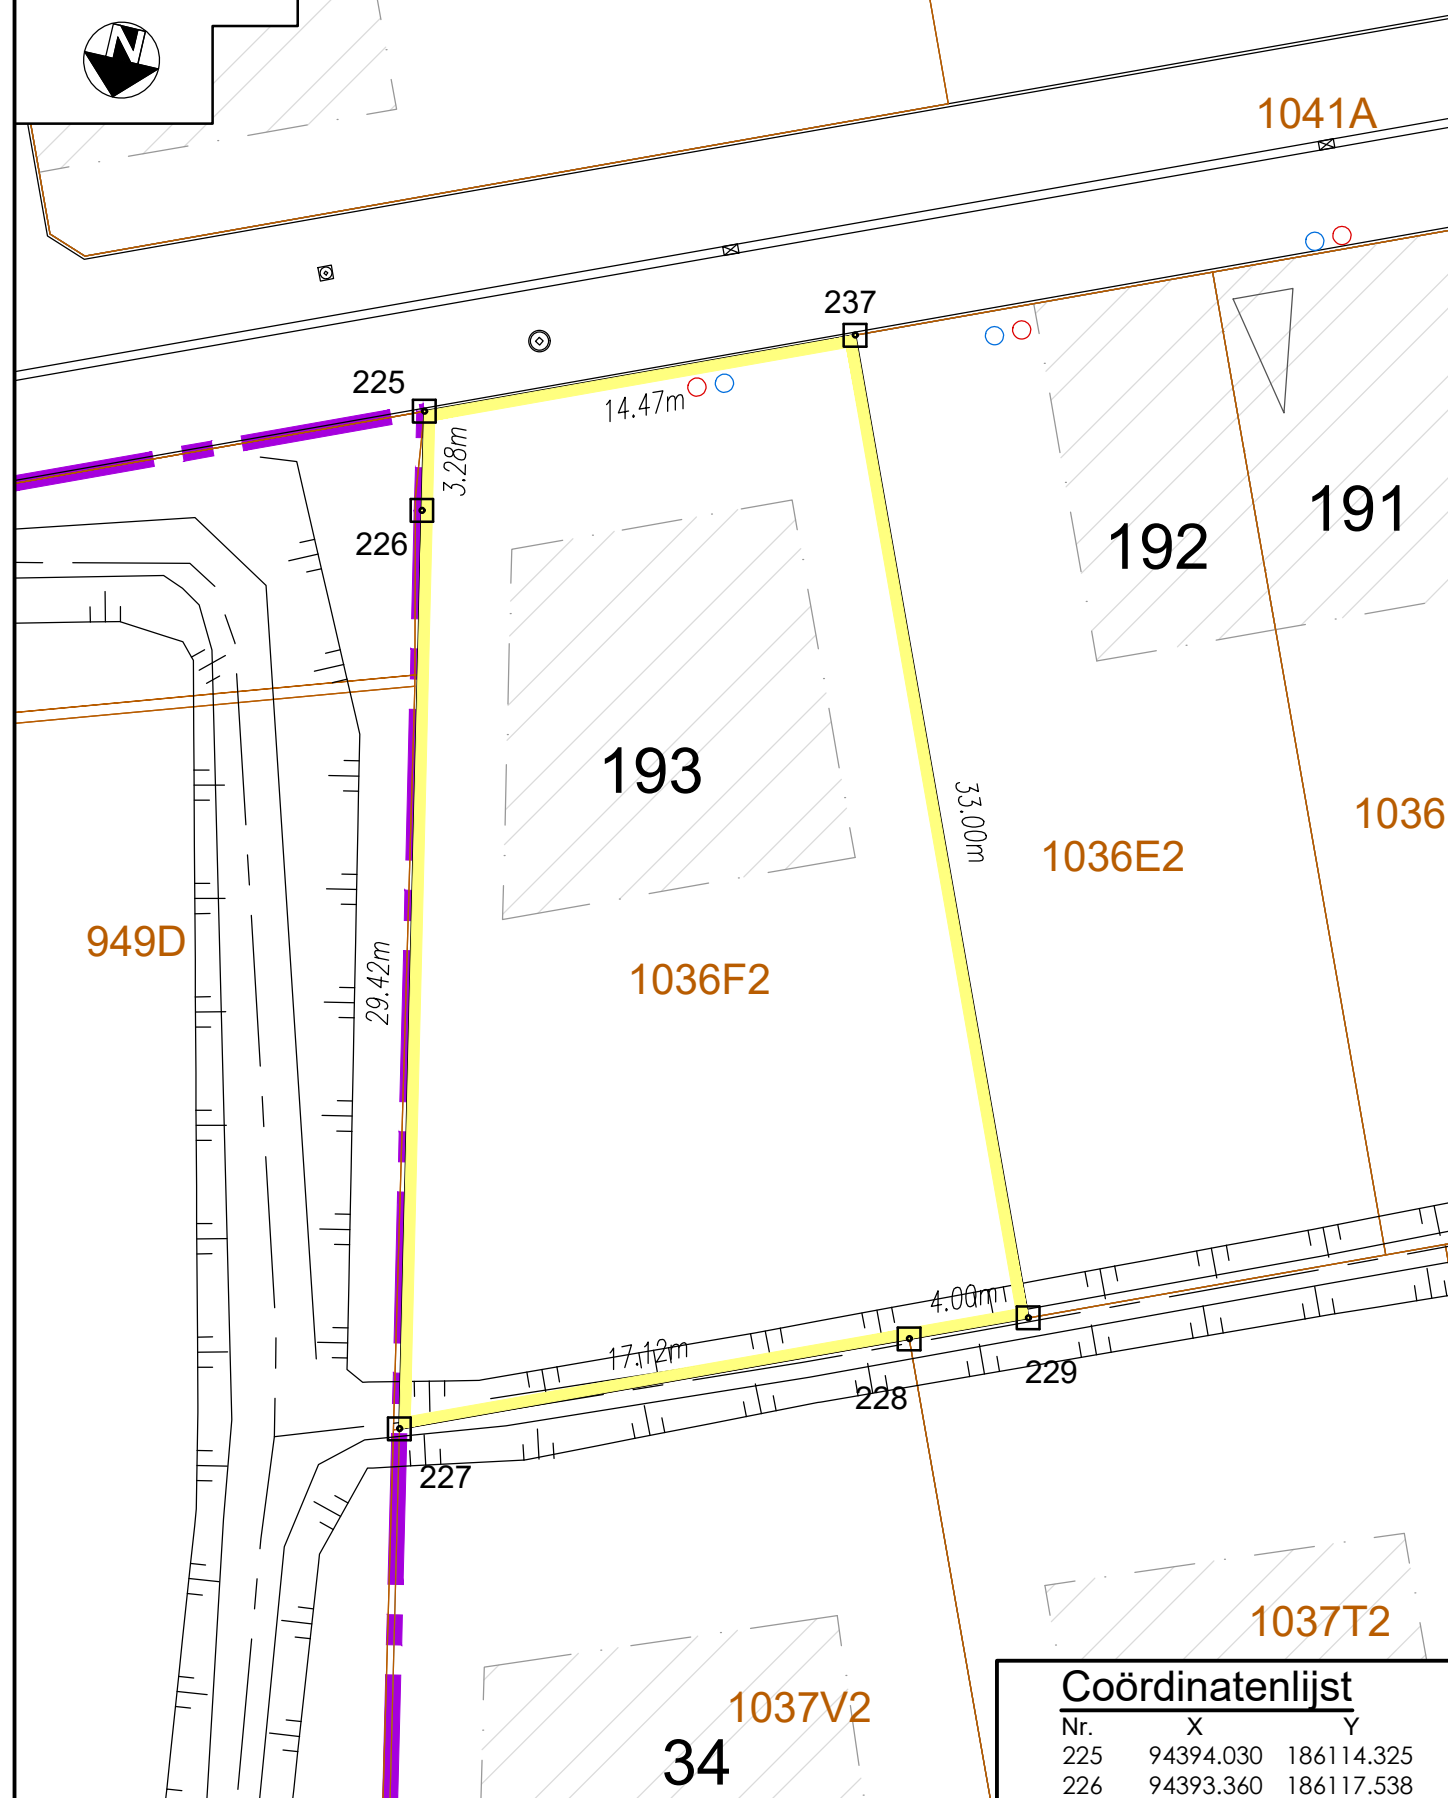 N
1041A
237
225
14.47m
3.28m
226
191
192
193
33.00m
1036
1036E2
949D
1036F2
29.42m
4.00m
17.12m
229
228
227
1037T2
1037V2
34
Coördinatenlijst
Nr. X Y
225 94394.030 186114.325
226 94393.360 186117.538